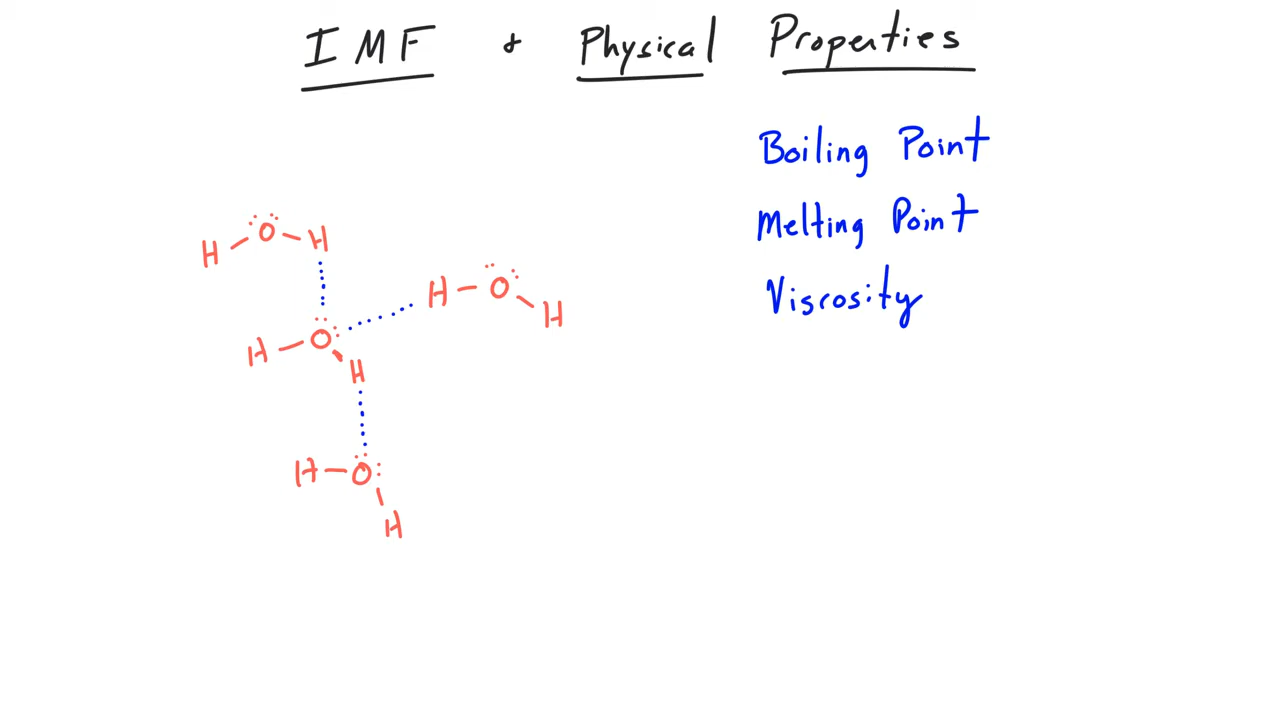 IMF + Physical Properties
Boiling Point
Melting Point
Viscosity
H O H
H O H
H O H
H O H